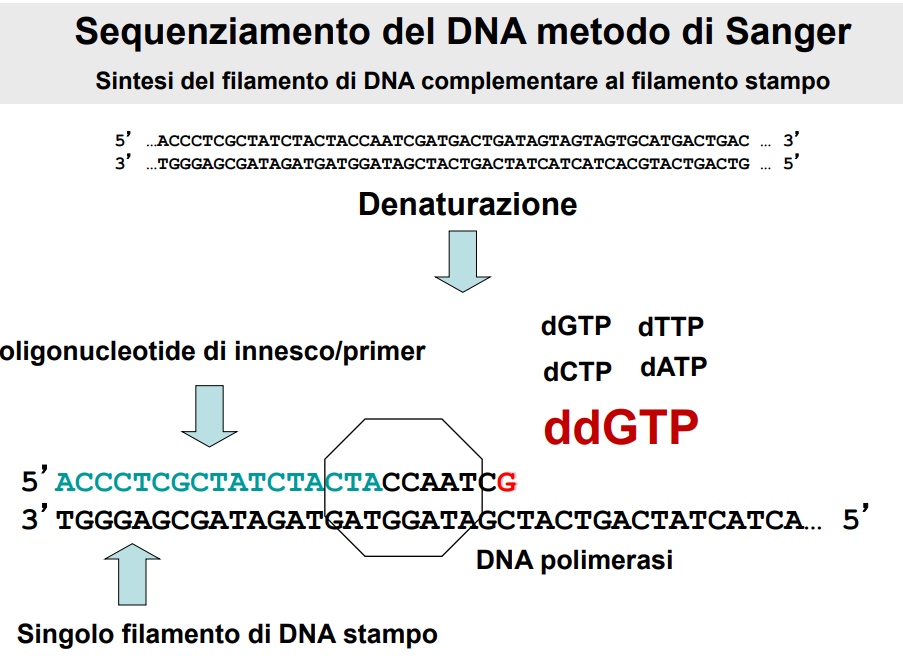 Sequenziamento del DNA metodo di Sanger
Sintesi del filamento di DNA complementare al filamento stampo
5’ …ACCCTCGCTATCTACTACCAATCGATGACTGATAGTAGTAGTGCATGACTGAC … 3’
3’ …TGGGAGCGATAGATGATGGATAGCTACTGACTATCATCATCACGTACTGACTG … 5’
Denaturazione
dGTP dTTP
oligonucleotide di innesco/primer
dCTP dATP
ddGTP
5’ACCCTCGCTATCTACTACCAATCG
3’TGGGAGCGATAGATGATGGATAGCTACTGACTATCATCA… 5’
DNA polimerasi
Singolo filamento di DNA stampo